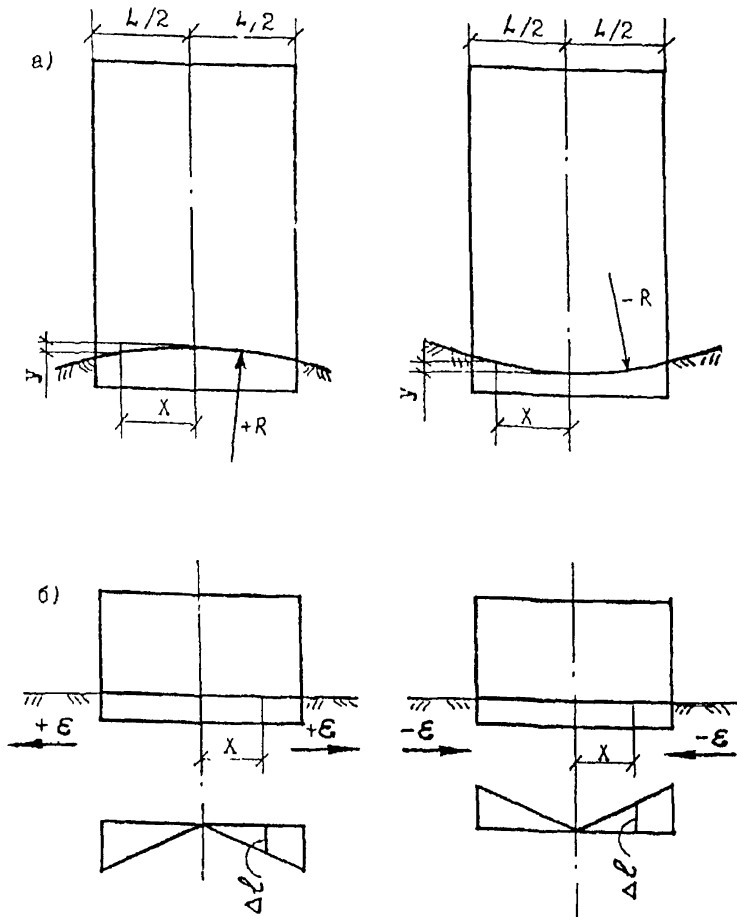 L/2 L,2 L/2 L/2
а)
-R
y X +R
y X
б)
+ε +ε -ε -ε
X X
Δℓ Δℓ